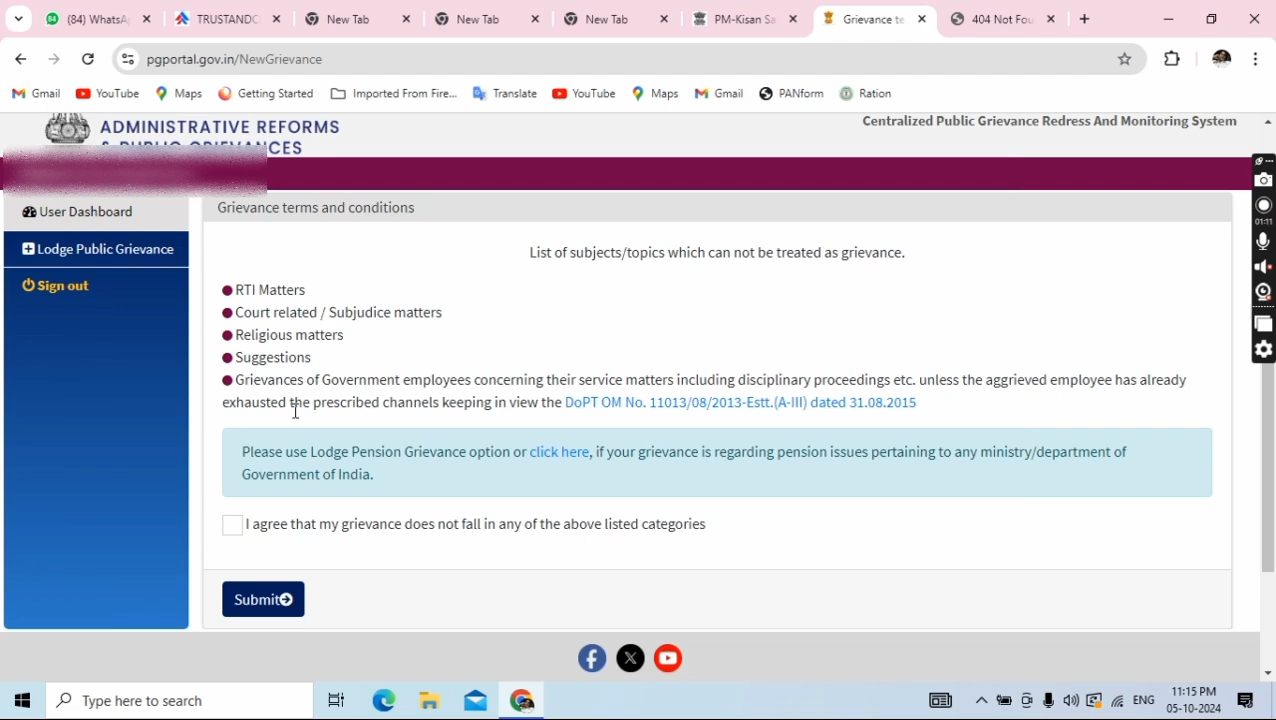 (84) WhatsA
TRUSTANDC
New Tab
New Tab
New Tab
PM-Kisan Sa
Grievance te
404 Not Fou
pgportal.gov.in/NewGrievance
Gmail
YouTube
Maps
Getting Started
Imported From Fire...
Translate
YouTube
Maps
Gmail
PANform
Ration
ADMINISTRATIVE REFORMS
& PUBLIC GRIEVANCES
Centralized Public Grievance Redress And Monitoring System
User Dashboard
Lodge Public Grievance
Sign out
Grievance terms and conditions
List of subjects/topics which can not be treated as grievance.
RTI Matters
Court related / Subjudice matters
Religious matters
Suggestions
Grievances of Government employees concerning their service matters including disciplinary proceedings etc. unless the aggrieved employee has already
exhausted the prescribed channels keeping in view the DoPT OM No. 11013/08/2013-Estt.(A-III) dated 31.08.2015
Please use Lodge Pension Grievance option or click here, if your grievance is regarding pension issues pertaining to any ministry/department of
Government of India.
I agree that my grievance does not fall in any of the above listed categories
Submit
01:11
Type here to search
ENG
11:15 PM
05-10-2024